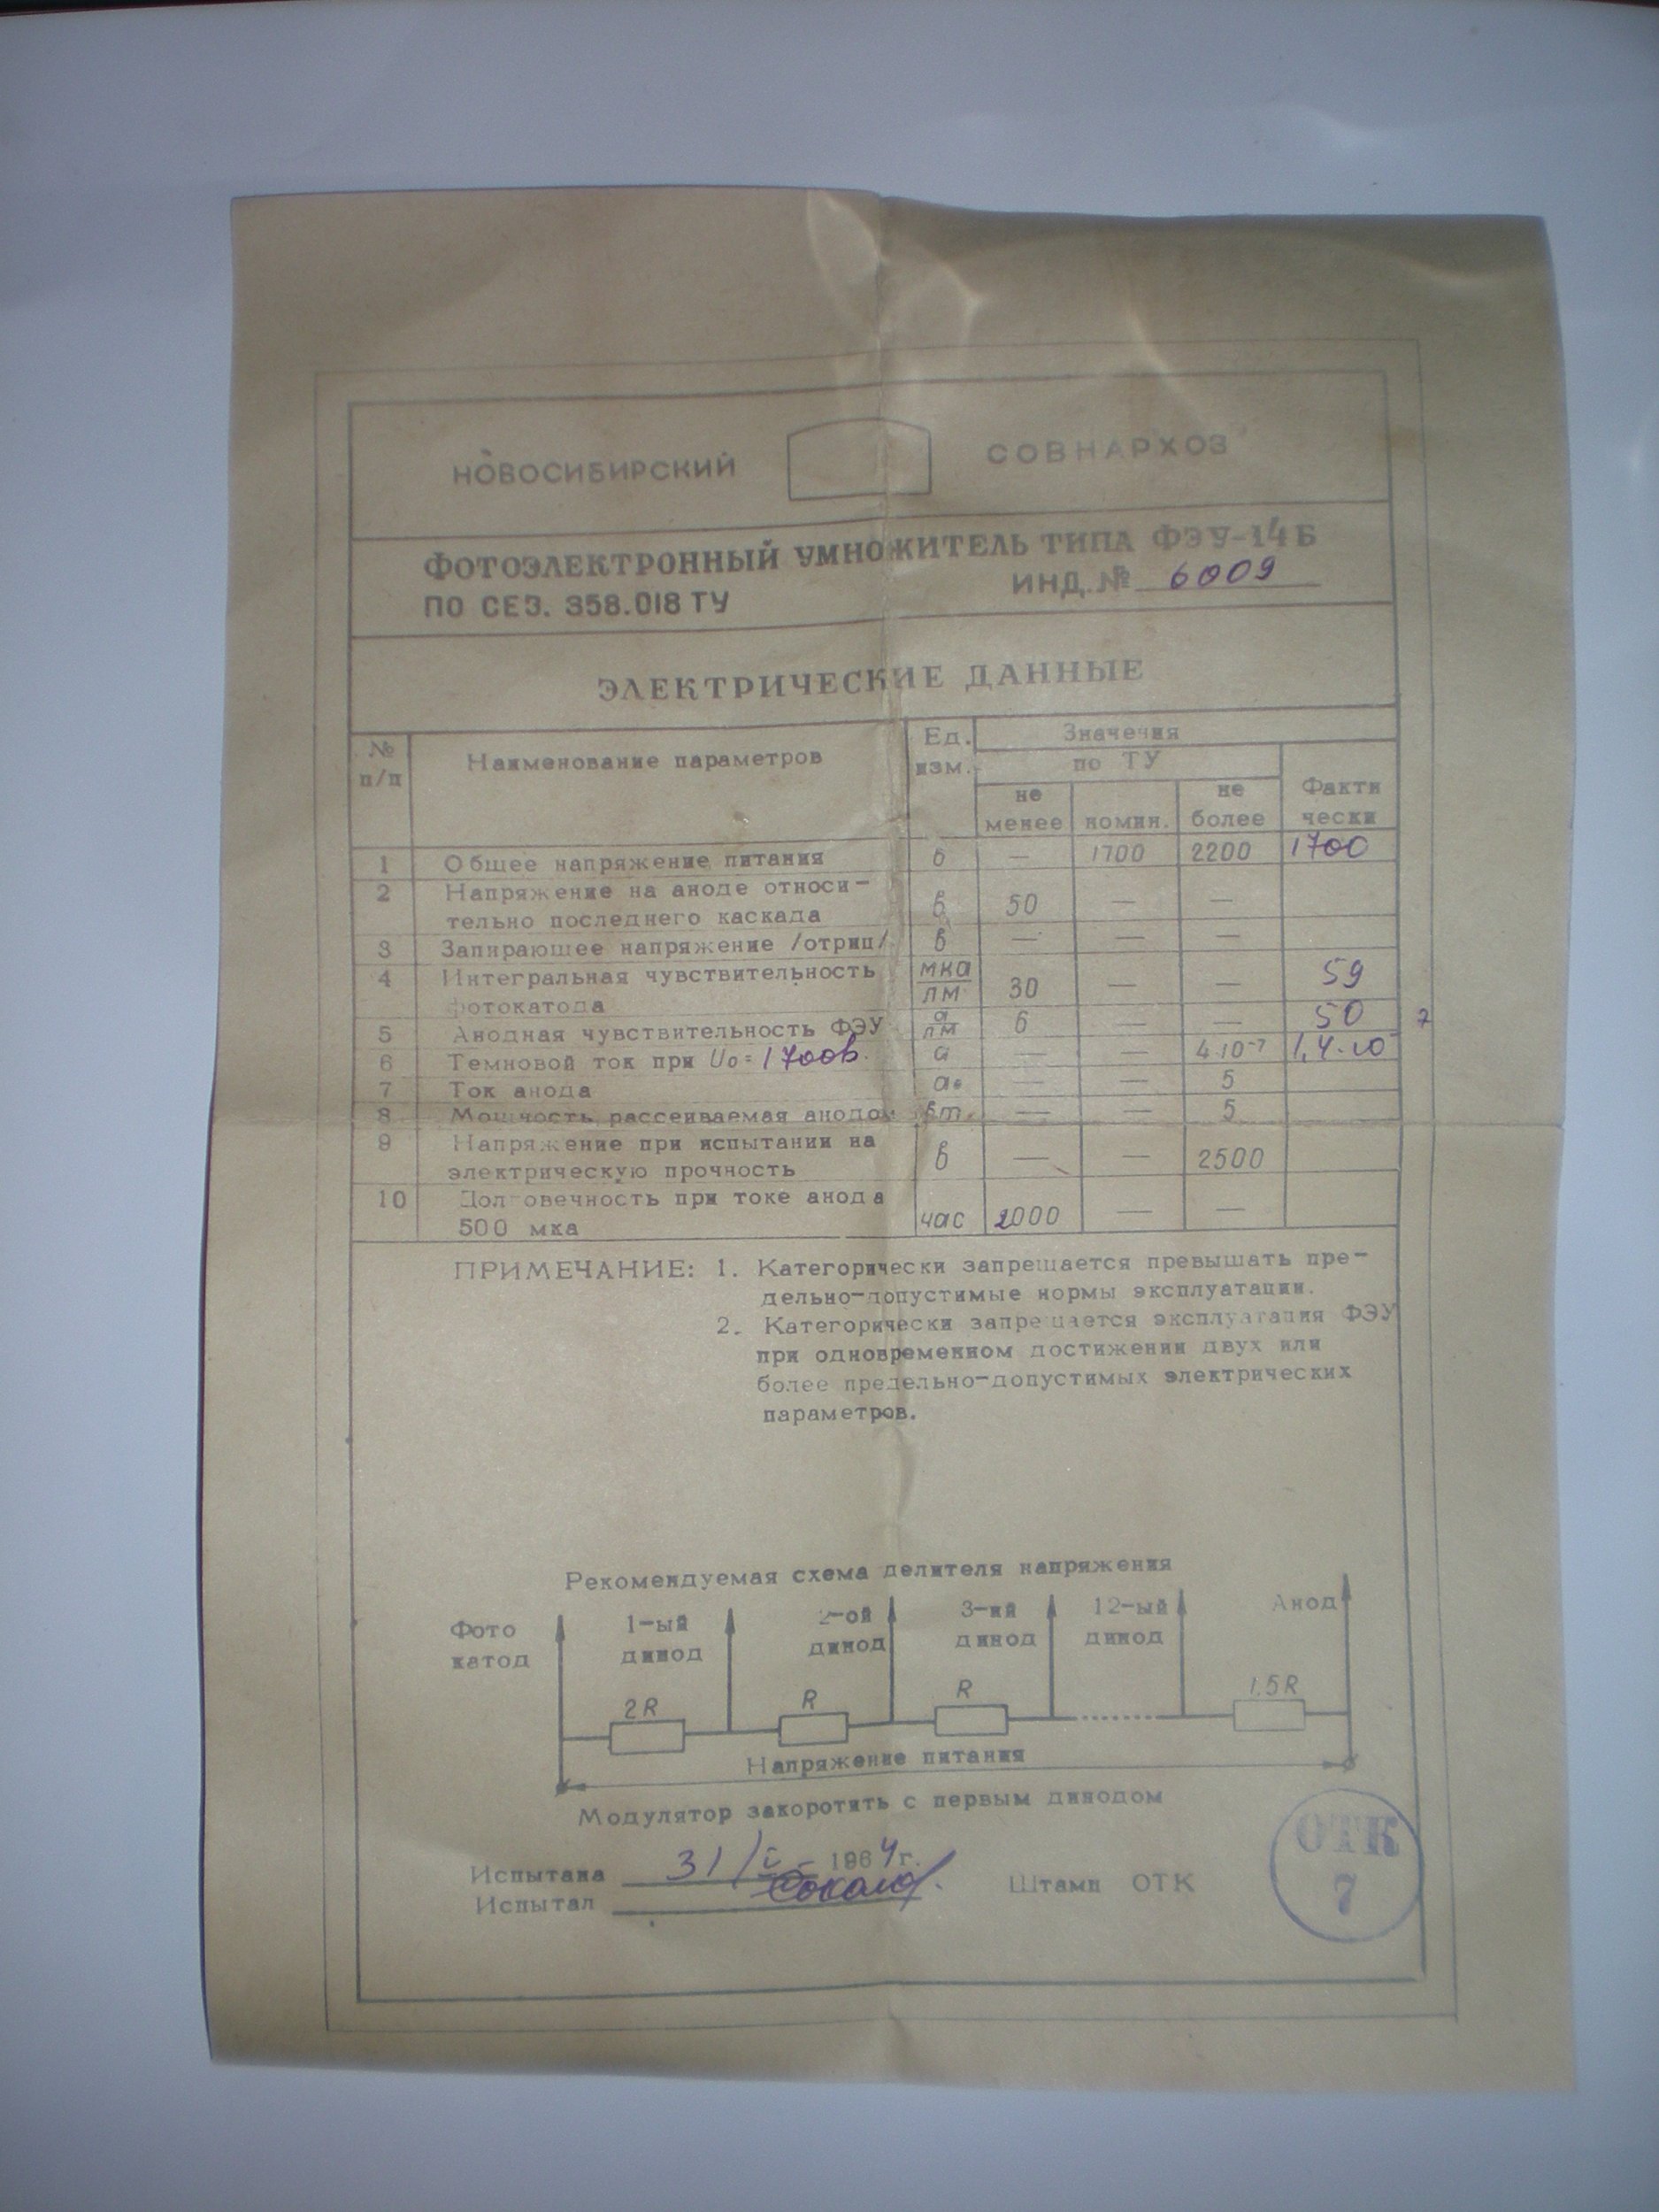 НОВОСИБИРСКИЙ СОВНАРХОЗ
ФОТОЭЛЕКТРОННЫЙ УМНОЖИТЕЛЬ ТИПА ФЭУ-14Б
ПО СЕЗ. 358.018 ТУ ИНД. № 6009
ЭЛЕКТРИЧЕСКИЕ ДАННЫЕ
№ п/п Наименование параметров Ед. изм. Значения
по ТУ Факти чески
не менее номин. не более
1 Общее напряжение питания в — 1700 2200 1700
2 Напряжение на аноде относи-
тельно последнего каскада в 50 — —
3 Запирающее напряжение /отриц/ в — — —
4 Интегральная чувствительность
фотокатода мка/лм 30 — — 59
5 Анодная чувствительность ФЭУ а/лм 6 — — 50
6 Темновой ток при U₀=1700в. а — — 4·10⁻⁷ 1,4·10 7
7 Ток анода а. — — 5
8 Мощность рассеиваемая анодом вт. — — 5
9 Напряжение при испытании на
электрическую прочность в — — 2500
10 Долговечность при токе анода
500 мка час 2000 — —
ПРИМЕЧАНИЕ: 1. Категорически запрещается превышать пре-
дельно-допустимые нормы эксплуатации.
2. Категорически запрещается эксплуатация ФЭУ
при одновременном достижении двух или
более предельно-допустимых электрических
параметров.
Рекомендуемая схема делителя напряжения
Фото катод 1-ый динод 2-ой динод 3-ий динод 12-ый динод Анод
2R R R 1,5R
Напряжение питания
Модулятор закоротить с первым динодом
Испытана 31/I - 1964г.
Испытал Штамп ОТК
ОТК
7